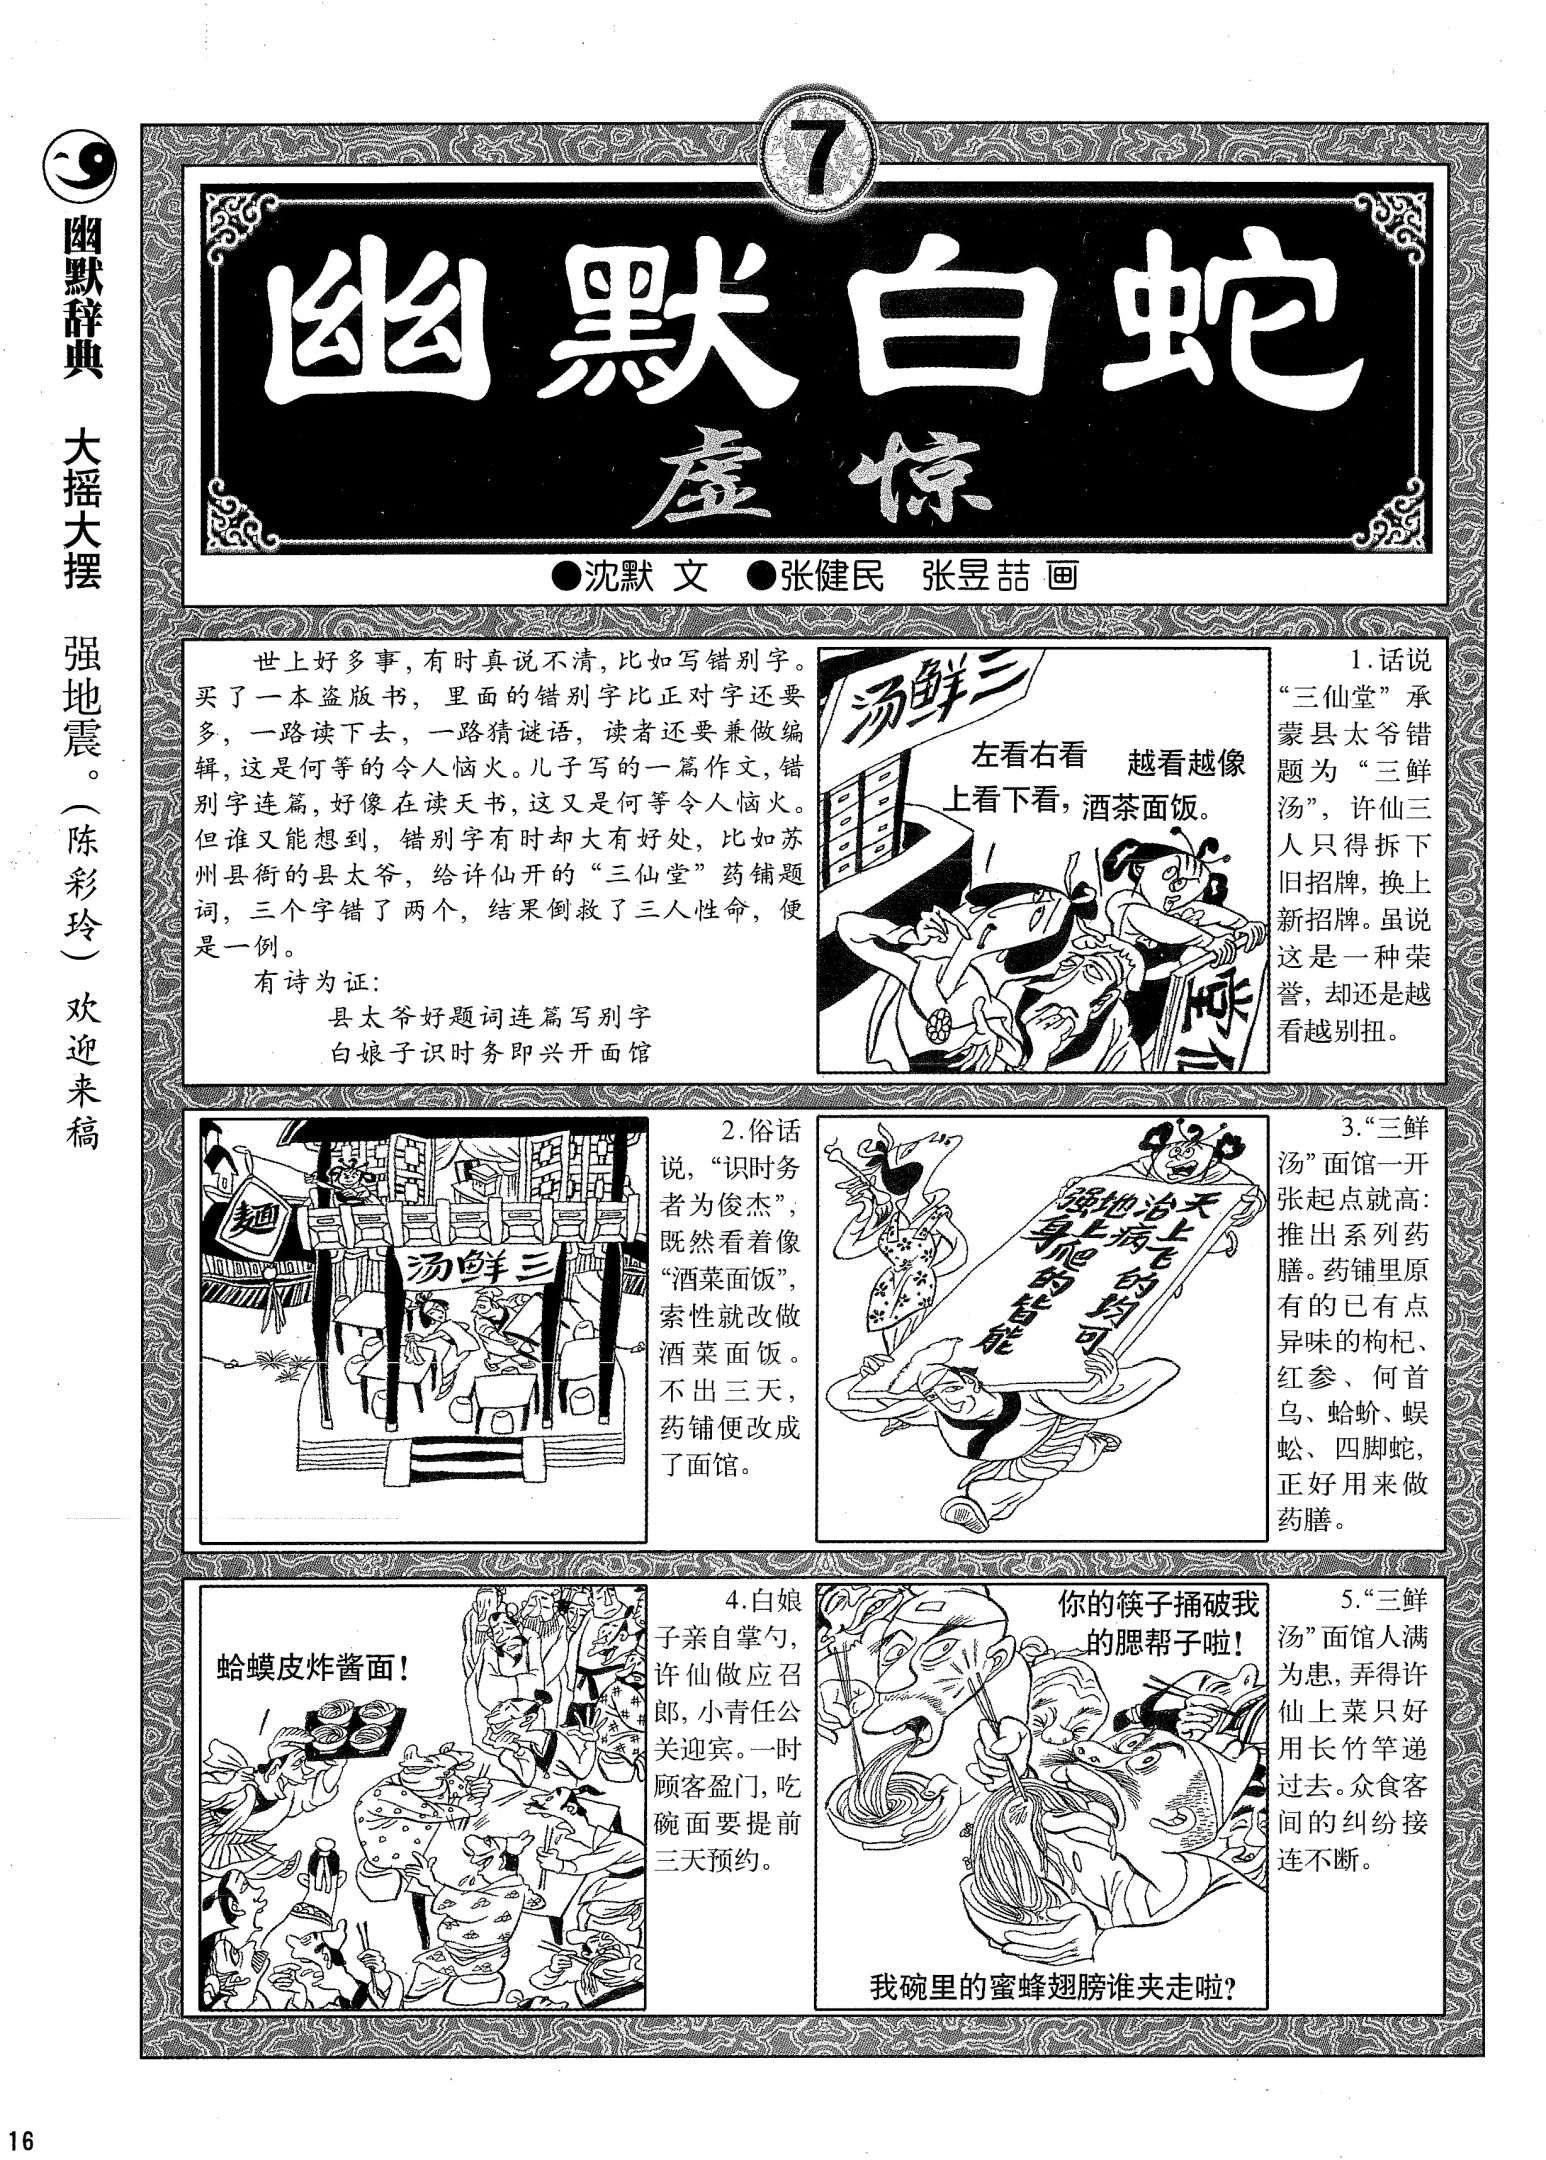 7
幽默白蛇
虚惊
●沈默 文 ●张健民 张昱喆 画
幽默辞典 大摇大摆 强地震。(陈彩玲) 欢迎来稿
世上好多事,有时真说不清,比如写错别字。
买了一本盗版书,里面的错别字比正对字还要
多,一路读下去,一路猜谜语,读者还要兼做编
辑,这是何等的令人恼火。儿子写的一篇作文,错
别字连篇,好像在读天书,这又是何等令人恼火。
但谁又能想到,错别字有时却大有好处,比如苏
州县衙的县太爷,给许仙开的“三仙堂”药铺题
词,三个字错了两个,结果倒救了三人性命,便
是一例。
有诗为证:
县太爷好题词连篇写别字
白娘子识时务即兴开面馆
汤鲜三
左看右看
上看下看,
越看越像
酒茶面饭。
堂仙
1.话说
“三仙堂”承
蒙县太爷错
题为“三鲜
汤”,许仙三
人只得拆下
旧招牌,换上
新招牌。虽说
这是一种荣
誉,却还是越
看越别扭。
麵
汤鲜三
2.俗话
说,“识时务
者为俊杰”,
既然看着像
“酒菜面饭”,
索性就改做
酒菜面饭。
不出三天,
药铺便改成
了面馆。
天上飞的均可
治病
地上爬的皆能
强身
3.“三鲜
汤”面馆一开
张起点就高:
推出系列药
膳。药铺里原
有的已有点
异味的枸杞、
红参、何首
乌、蛤蚧、蜈
蚣、四脚蛇,
正好用来做
药膳。
蛤蟆皮炸酱面!
4.白娘
子亲自掌勺,
许仙做应召
郎,小青任公
关迎宾。一时
顾客盈门,吃
碗面要提前
三天预约。
你的筷子捅破我
的腮帮子啦!
我碗里的蜜蜂翅膀谁夹走啦?
5.“三鲜
汤”面馆人满
为患,弄得许
仙上菜只好
用长竹竿递
过去。众食客
间的纠纷接
连不断。
16